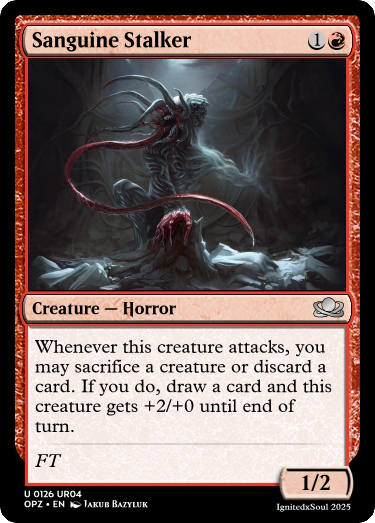 Sanguine Stalker 1
Creature — Horror
Whenever this creature attacks, you
may sacrifice a creature or discard a
card. If you do, draw a card and this
creature gets +2/+0 until end of
turn.
FT
1/2
U 0126 UR04
OPZ • EN Jakub Bazyluk
IgnitedxSoul 2025